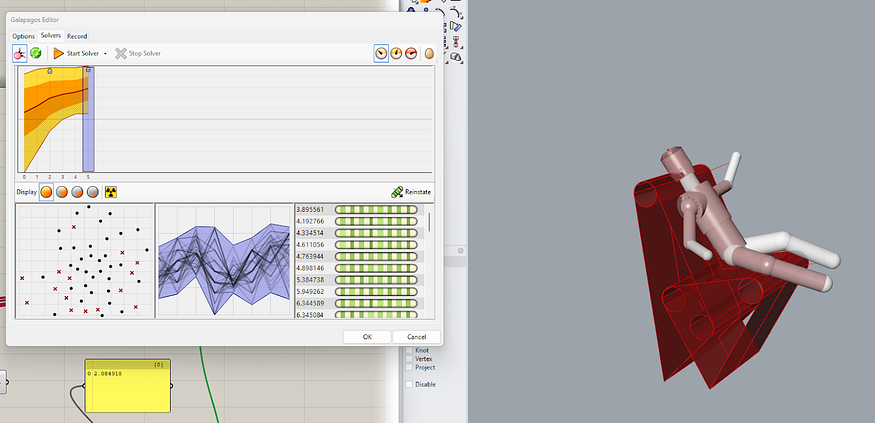 Galapagos Editor
Options Solvers Record
Start Solver Stop Solver
0 1 2 3 4 5
Display Reinstate
3.895561
4.192766
4.334514
4.611056
4.763944
4.898146
5.384738
5.949262
6.344589
6.345084
OK Cancel
Knot
Vertex
Project
Disable
{0}
0 2.084918